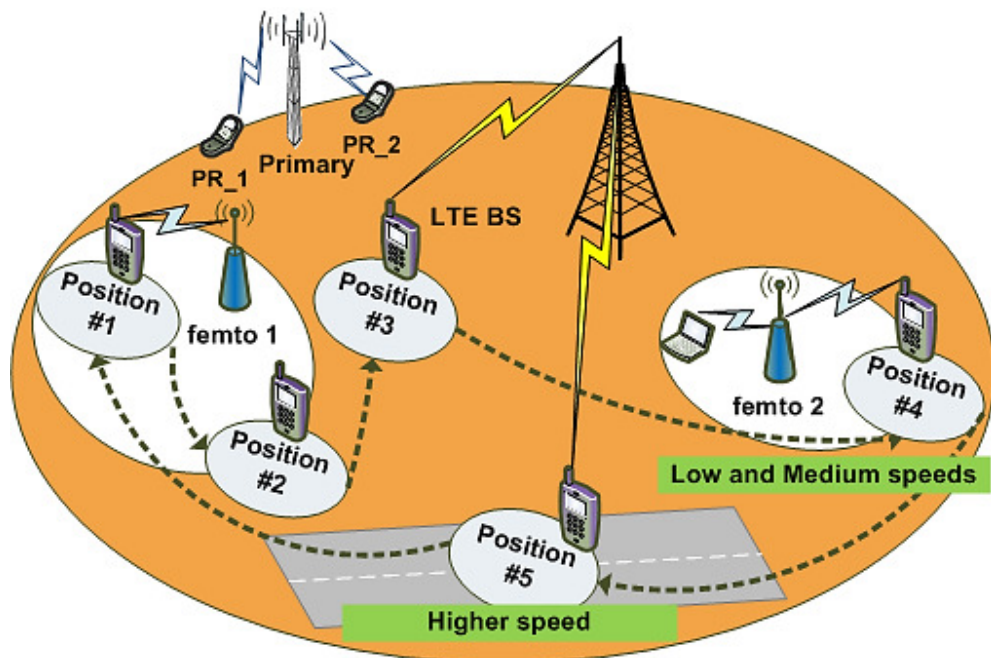 PR_2
Primary
PR_1
LTE BS
Position
#1
femto 1
Position
#3
Position
#2
femto 2
Position
#4
Low and Medium speeds
Position
#5
Higher speed